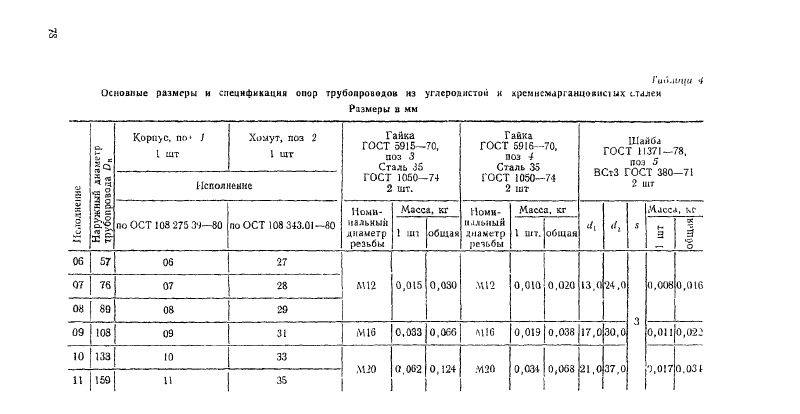 78
Таблица 4
Основные размеры и спецификация опор трубопроводов из углеродистой и кремнемарганцовистых сталей
Размеры в мм
Исполнение
Наружный диаметр трубопровода Dн
Корпус, поз 1
1 шт
Хомут, поз 2
1 шт
Исполнение
по ОСТ 108 275 39—80
по ОСТ 108 343.01—80
Гайка
ГОСТ 5915—70,
поз 3
Сталь 35
ГОСТ 1050—74
2 шт.
Номи-
нальный
диаметр
резьбы
Масса, кг
1 шт
общая
Гайка
ГОСТ 5916—70,
поз 4
Сталь 35
ГОСТ 1050—74
2 шт
Номи-
нальный
диаметр
резьбы
Масса, кг
1 шт.
общая
Шайба
ГОСТ 11371—78,
поз 5
ВСт3 ГОСТ 380—71
2 шт
d1
d2
s
Масса, кг
1 шт
общая
06 57 06 27
07 76 07 28 М12 0,015 0,030 М12 0,010 0,020 13,0 24,0 0,008 0,016
08 89 08 29
3
09 108 09 31 М16 0,033 0,066 М16 0,019 0,038 17,0 30,0 0,011 0,022
10 133 10 33
М20 0,062 0,124 М20 0,034 0,068 21,0 37,0 0,017 0,034
11 159 11 35